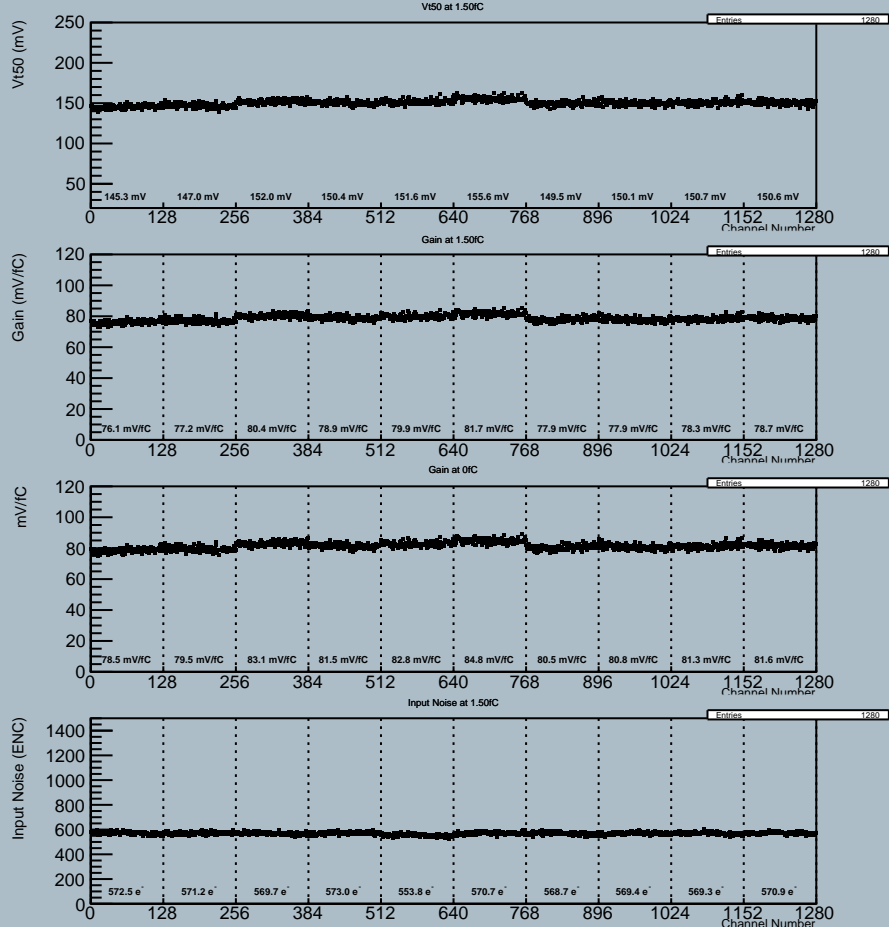 Vt50 at 1.50fC
Entries 1280
Vt50 (mV)
250
200
150
100
50
145.3 mV 147.0 mV 152.0 mV 150.4 mV 151.6 mV 155.6 mV 149.5 mV 150.1 mV 150.7 mV 150.6 mV
0 128 256 384 512 640 768 896 1024 1152 1280
Channel Number
Gain at 1.50fC
Entries 1280
Gain (mV/fC)
120
100
80
60
40
20
0
76.1 mV/fC 77.2 mV/fC 80.4 mV/fC 78.9 mV/fC 79.9 mV/fC 81.7 mV/fC 77.9 mV/fC 77.9 mV/fC 78.3 mV/fC 78.7 mV/fC
0 128 256 384 512 640 768 896 1024 1152 1280
Channel Number
Gain at 0fC
Entries 1280
mV/fC
120
100
80
60
40
20
0
78.5 mV/fC 79.5 mV/fC 83.1 mV/fC 81.5 mV/fC 82.8 mV/fC 84.8 mV/fC 80.5 mV/fC 80.8 mV/fC 81.3 mV/fC 81.6 mV/fC
0 128 256 384 512 640 768 896 1024 1152 1280
Channel Number
Input Noise at 1.50fC
Entries 1280
Input Noise (ENC)
1400
1200
1000
800
600
400
200
0
572.5 e⁻ 571.2 e⁻ 569.7 e⁻ 573.0 e⁻ 553.8 e⁻ 570.7 e⁻ 568.7 e⁻ 569.4 e⁻ 569.3 e⁻ 570.9 e⁻
0 128 256 384 512 640 768 896 1024 1152 1280
Channel Number